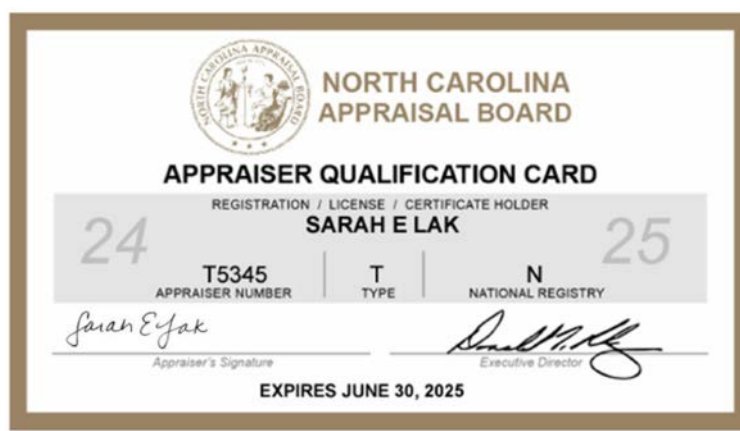 NORTH CAROLINA APPRAISAL BOARD
NORTH CAROLINA
APPRAISAL BOARD
APPRAISER QUALIFICATION CARD
REGISTRATION / LICENSE / CERTIFICATE HOLDER
SARAH E LAK
24 25
T5345 T N
APPRAISER NUMBER TYPE NATIONAL REGISTRY
Sarah E Lak
Appraiser's Signature Executive Director
EXPIRES JUNE 30, 2025